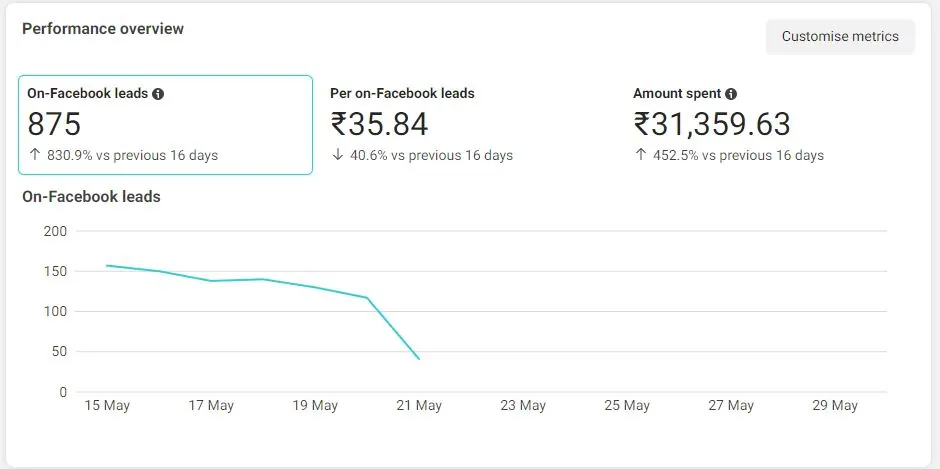 Performance overview
Customise metrics
On-Facebook leads
875
↑ 830.9% vs previous 16 days
Per on-Facebook leads
₹35.84
↓ 40.6% vs previous 16 days
Amount spent
₹31,359.63
↑ 452.5% vs previous 16 days
On-Facebook leads
200
150
100
50
0
15 May 17 May 19 May 21 May 23 May 25 May 27 May 29 May